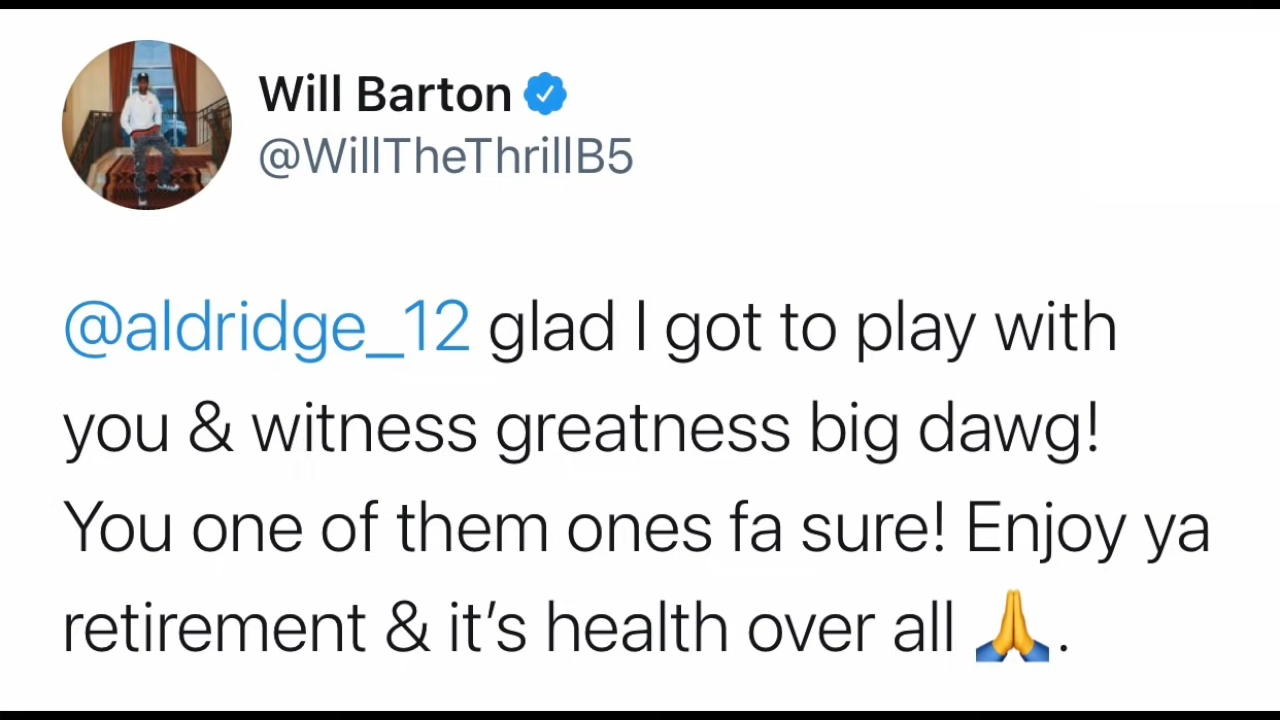 Will Barton
@WillTheThrillB5
@aldridge_12 glad I got to play with
you & witness greatness big dawg!
You one of them ones fa sure! Enjoy ya
retirement & it’s health over all 🙏.